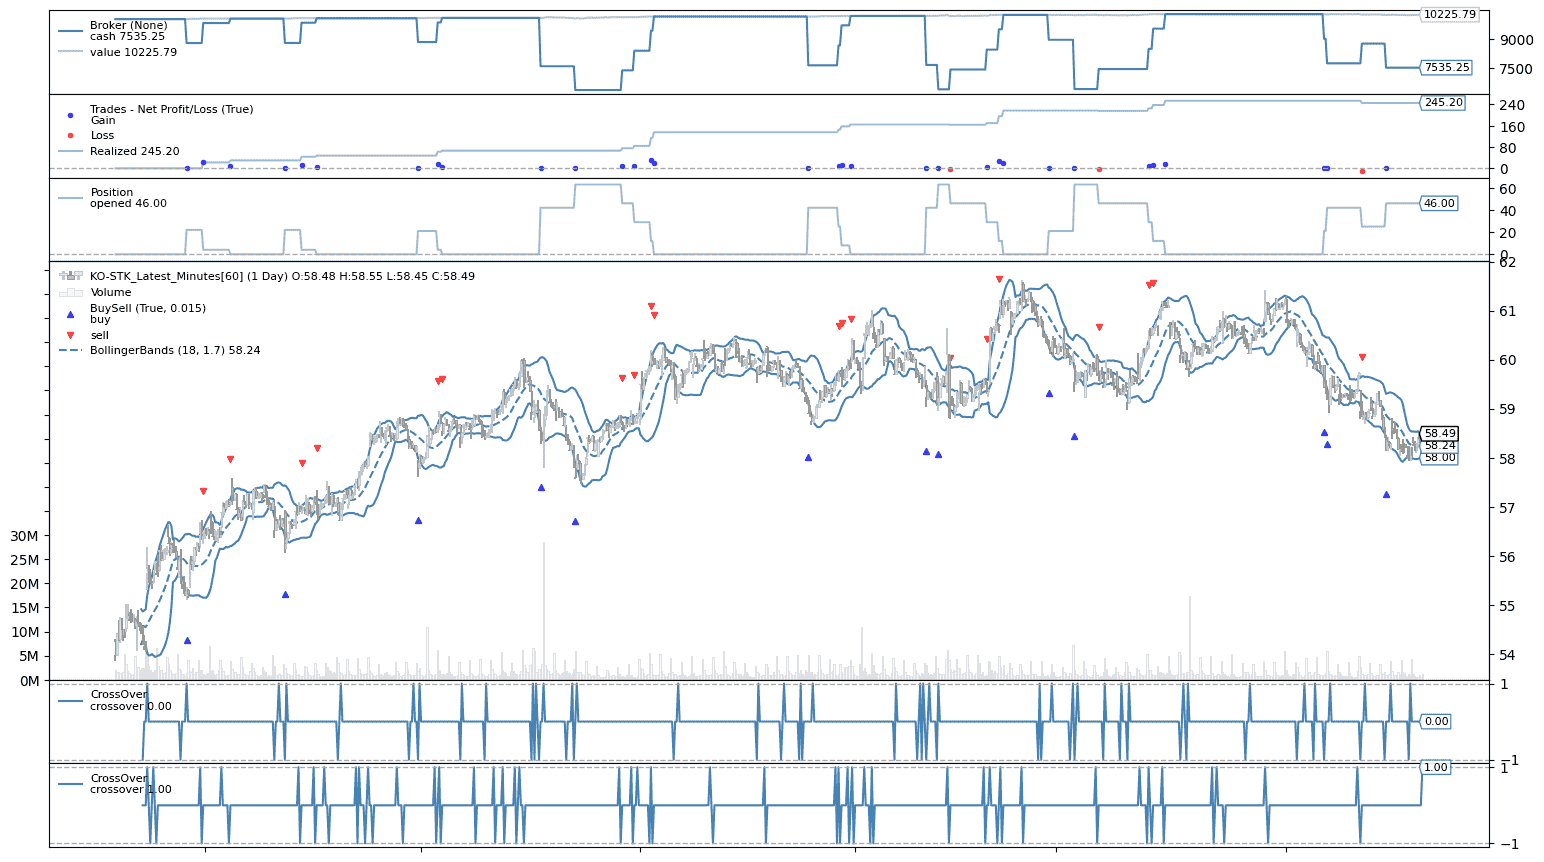 Broker (None)
cash 7535.25
value 10225.79
10225.79
9000
7535.25
7500
Trades - Net Profit/Loss (True)
Gain
Loss
Realized 245.20
245.20
240
160
80
0
Position
opened 46.00
60
46.00
40
20
0
KO-STK_Latest_Minutes[60] (1 Day) O:58.48 H:58.55 L:58.45 C:58.49
Volume
BuySell (True, 0.015)
buy
sell
BollingerBands (18, 1.7) 58.24
62
61
60
59
58.49
58.24
58.00
58
57
56
55
54
30M
25M
20M
15M
10M
5M
0M
CrossOver
crossover 0.00
1
0.00
−1
CrossOver
crossover 1.00
1.00
1
−1